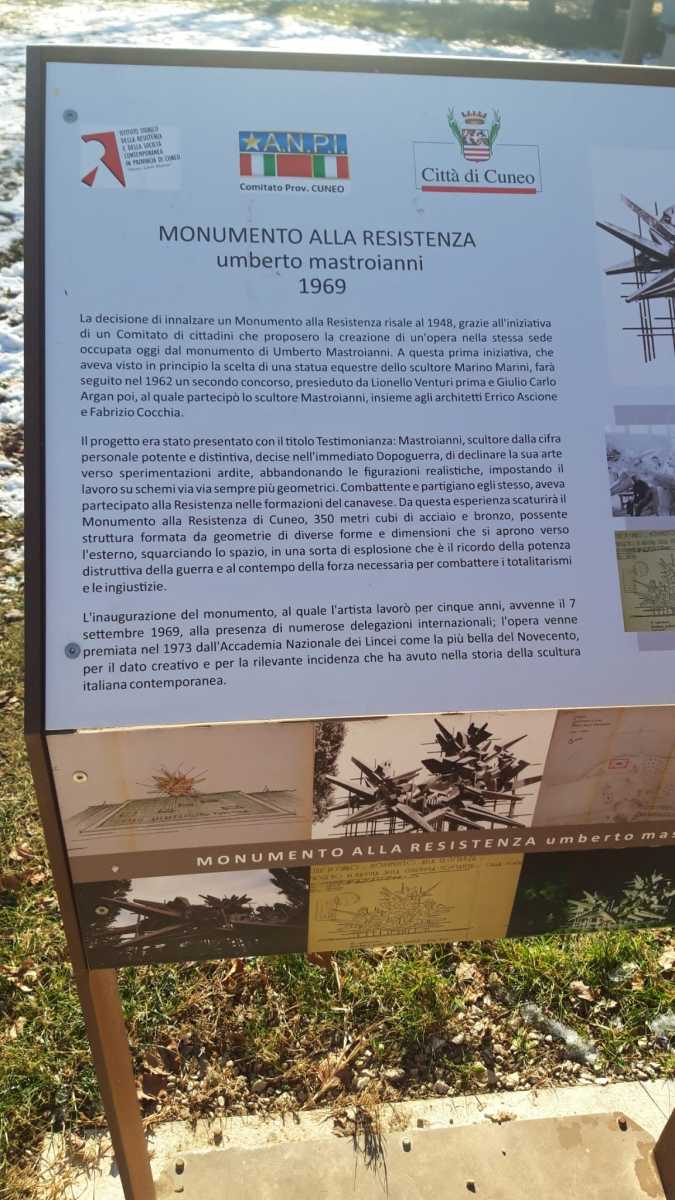 ISTITUTO STORICO
DELLA RESISTENZA
E DELLA SOCIETÀ
CONTEMPORANEA
IN PROVINCIA DI CUNEO
A.N.P.I.
Comitato Prov. CUNEO
Città di Cuneo
MONUMENTO ALLA RESISTENZA
umberto mastroianni
1969
La decisione di innalzare un Monumento alla Resistenza risale al 1948, grazie all'iniziativa
di un Comitato di cittadini che proposero la creazione di un'opera nella stessa sede
occupata oggi dal monumento di Umberto Mastroianni. A questa prima iniziativa, che
aveva visto in principio la scelta di una statua equestre dello scultore Marino Marini, farà
seguito nel 1962 un secondo concorso, presieduto da Lionello Venturi prima e Giulio Carlo
Argan poi, al quale partecipò lo scultore Mastroianni, insieme agli architetti Errico Ascione
e Fabrizio Cocchia.
Il progetto era stato presentato con il titolo Testimonianza: Mastroianni, scultore dalla cifra
personale potente e distintiva, decise nell'immediato Dopoguerra, di declinare la sua arte
verso sperimentazioni ardite, abbandonando le figurazioni realistiche, impostando il
lavoro su schemi via via sempre più geometrici. Combattente e partigiano egli stesso, aveva
partecipato alla Resistenza nelle formazioni del canavese. Da questa esperienza scaturirà il
Monumento alla Resistenza di Cuneo, 350 metri cubi di acciaio e bronzo, possente
struttura formata da geometrie di diverse forme e dimensioni che si aprono verso
l'esterno, squarciando lo spazio, in una sorta di esplosione che è il ricordo della potenza
distruttiva della guerra e al contempo della forza necessaria per combattere i totalitarismi
e le ingiustizie.
L'inaugurazione del monumento, al quale l'artista lavorò per cinque anni, avvenne il 7
settembre 1969, alla presenza di numerose delegazioni internazionali; l'opera venne
premiata nel 1973 dall'Accademia Nazionale dei Lincei come la più bella del Novecento,
per il dato creativo e per la rilevante incidenza che ha avuto nella storia della scultura
italiana contemporanea.
MONUMENTO ALLA RESISTENZA umberto mas